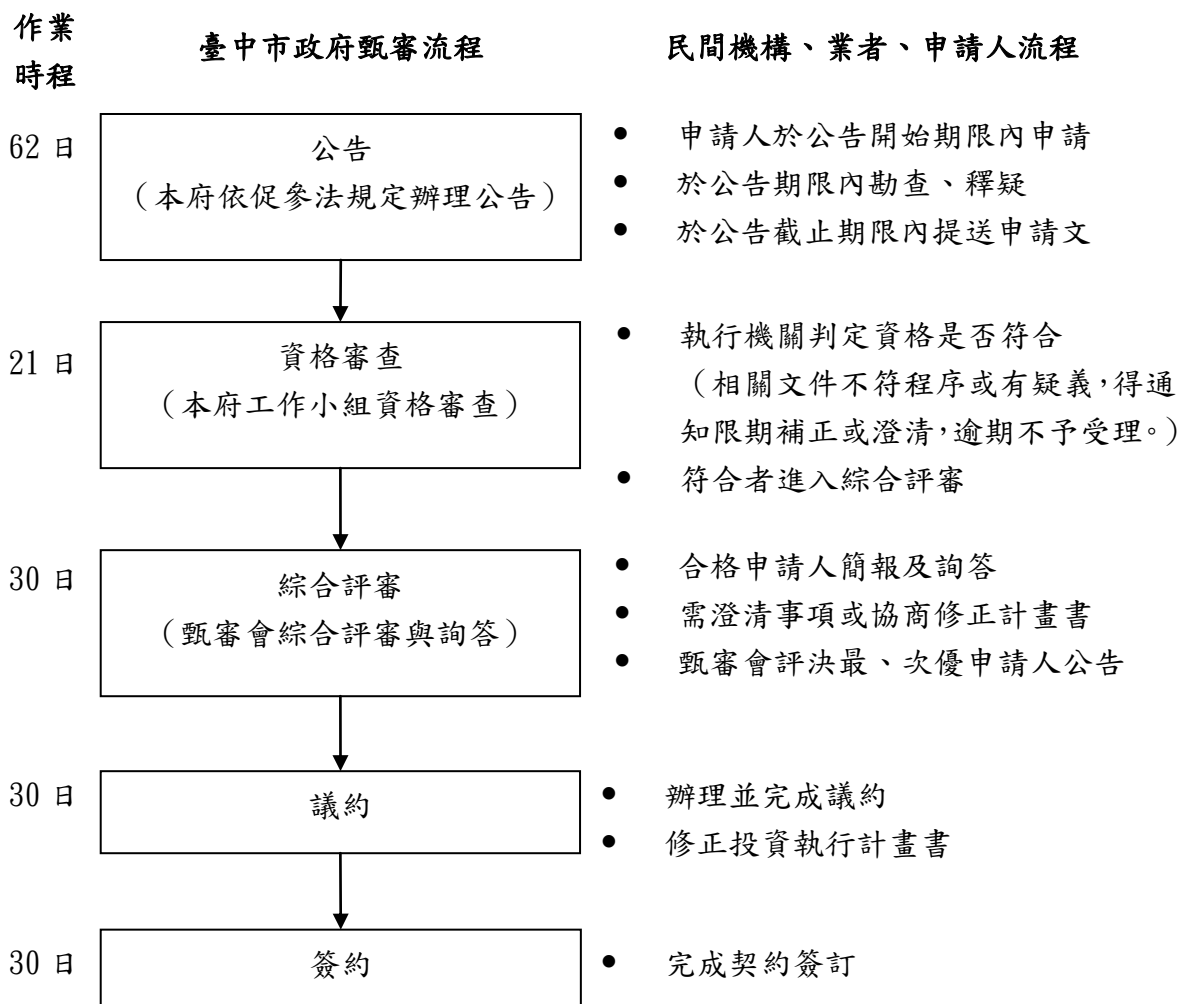 作業
時程
臺中市政府甄審流程
民間機構、業者、申請人流程
62 日
公告
（本府依促參法規定辦理公告）
● 申請人於公告開始期限內申請
● 於公告期限內勘查、釋疑
● 於公告截止期限內提送申請文
21 日
資格審查
（本府工作小組資格審查）
● 執行機關判定資格是否符合
（相關文件不符程序或有疑義，得通
知限期補正或澄清，逾期不予受理。）
● 符合者進入綜合評審
30 日
綜合評審
（甄審會綜合評審與詢答）
● 合格申請人簡報及詢答
● 需澄清事項或協商修正計畫書
● 甄審會評決最、次優申請人公告
30 日
議約
● 辦理並完成議約
● 修正投資執行計畫書
30 日
簽約
● 完成契約簽訂